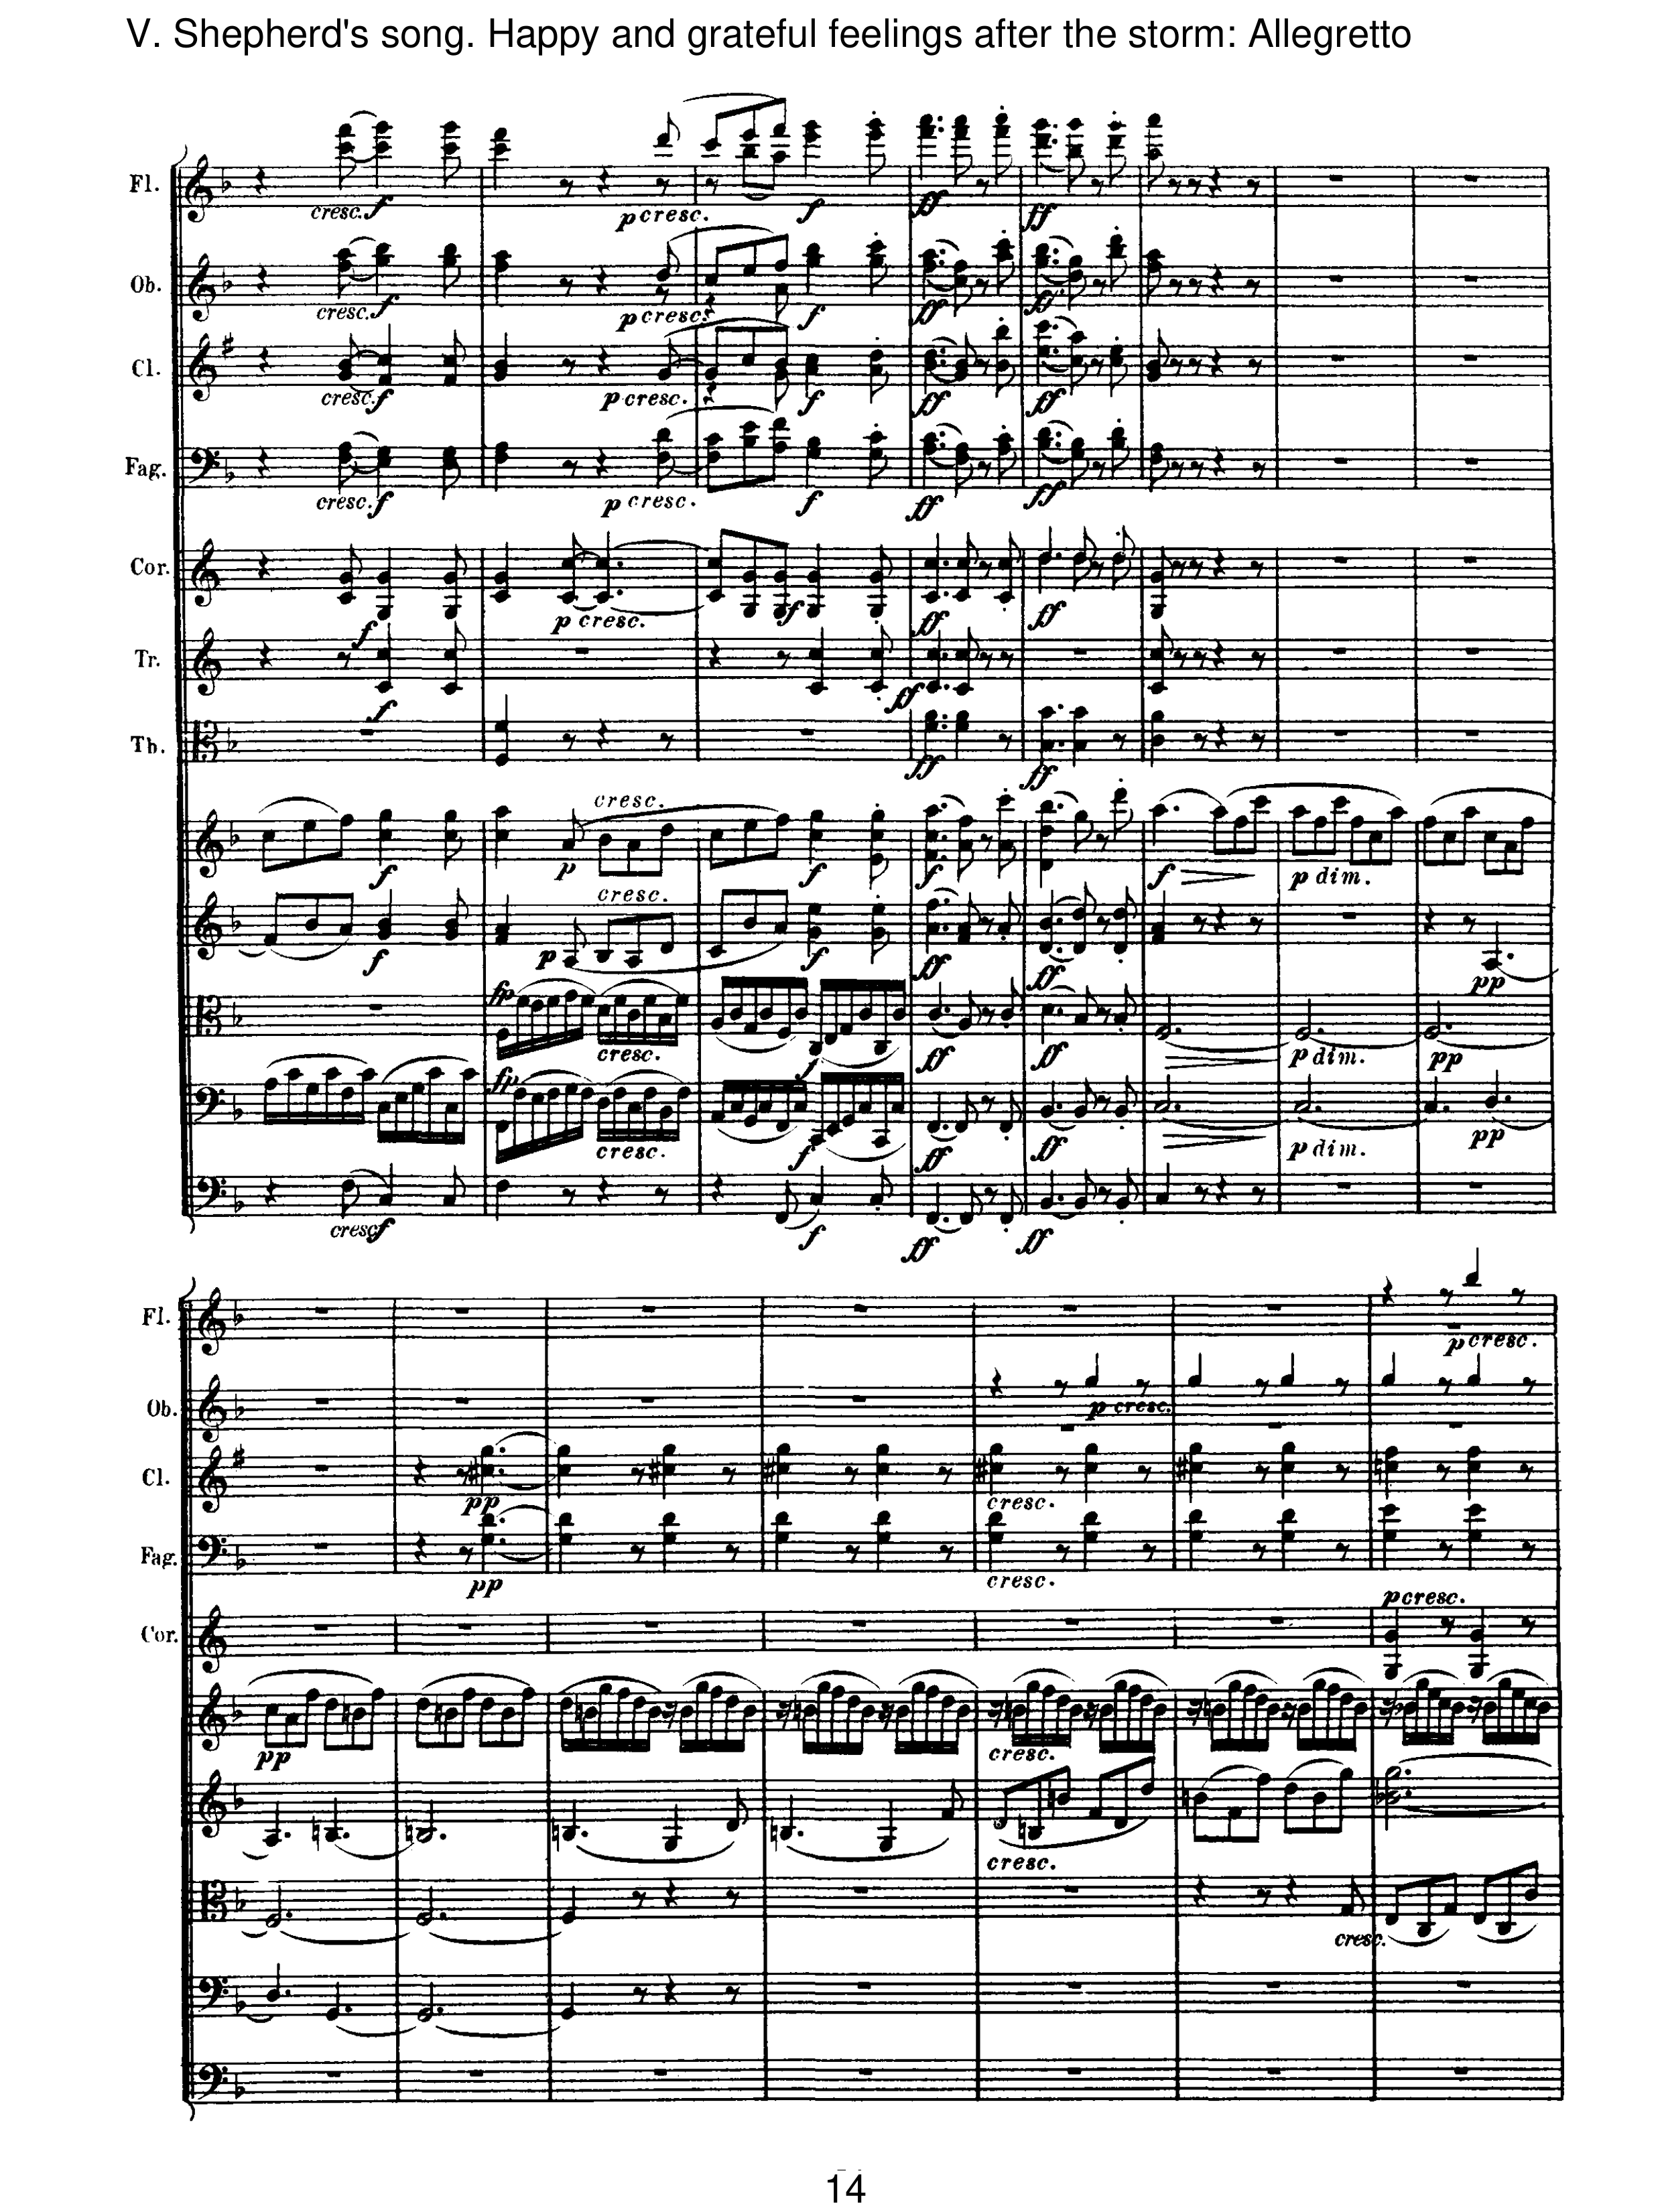 V. Shepherd's song. Happy and grateful feelings after the storm: Allegretto
Fl.
cresc. f
p cresc.
f
ff
ff
Ob.
cresc. f
p cresc.
f
ff
ff
Cl.
cresc. f
p cresc.
f
ff
ff
Fag.
cresc. f
p cresc.
f
ff
ff
Cor.
f
p cresc.
f
ff
ff
Tr.
f
ff
Tb.
ff
ff
cresc.
f
p
f
f
f
p dim.
cresc.
f
p
f
ff
ff
pp
fp
cresc.
f
ff
ff
p dim.
pp
fp
cresc.
f
ff
ff
p dim.
pp
cresc f
f
ff
ff
Fl.
p cresc.
Ob.
p cresc.
Cl.
pp
cresc.
Fag.
pp
cresc.
Cor.
p cresc.
pp
cresc.
cresc.
cresc.
14